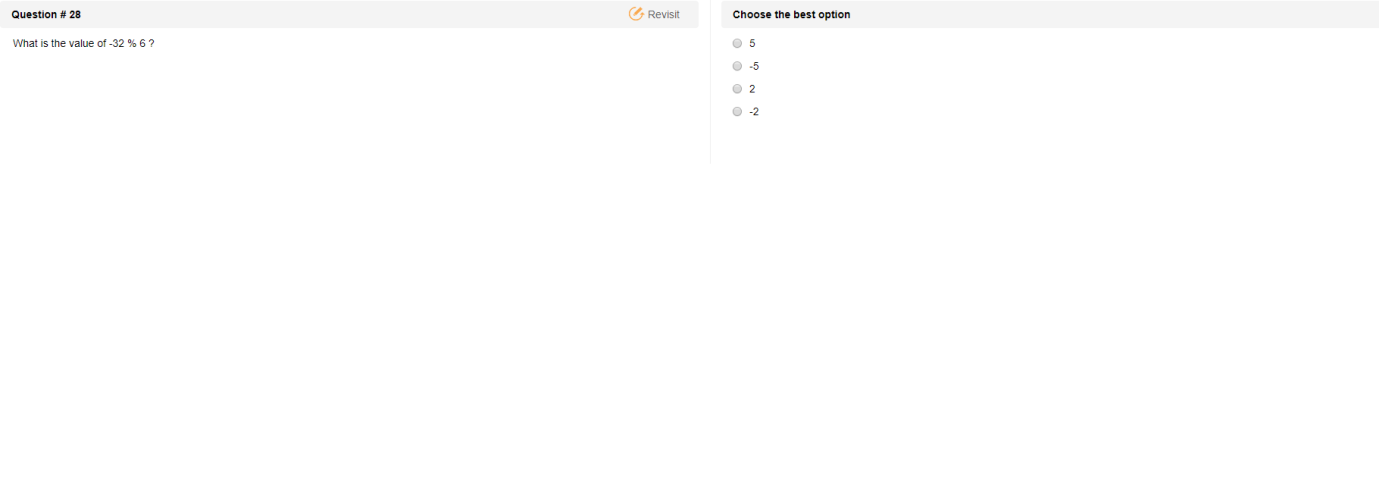 Question # 28
Revisit
What is the value of -32 % 6 ?
Choose the best option
5
-5
2
-2